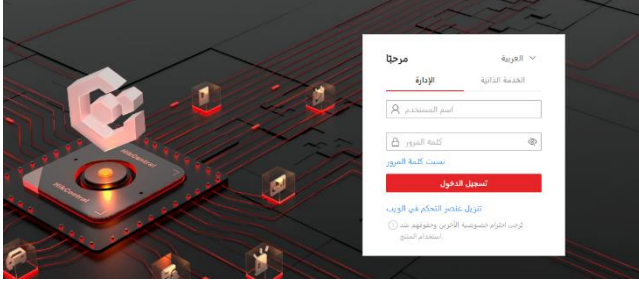 مرحبًا
العربية
الإدارة
الخدمة الذاتية
اسم المستخدم
كلمة المرور
نسيت كلمة المرور
تسجيل الدخول
تنزيل عنصر التحكم في الويب
يُرجى احترام خصوصية الآخرين وحقوقهم عند
استخدام المنتج
HikCentral
HikCentral